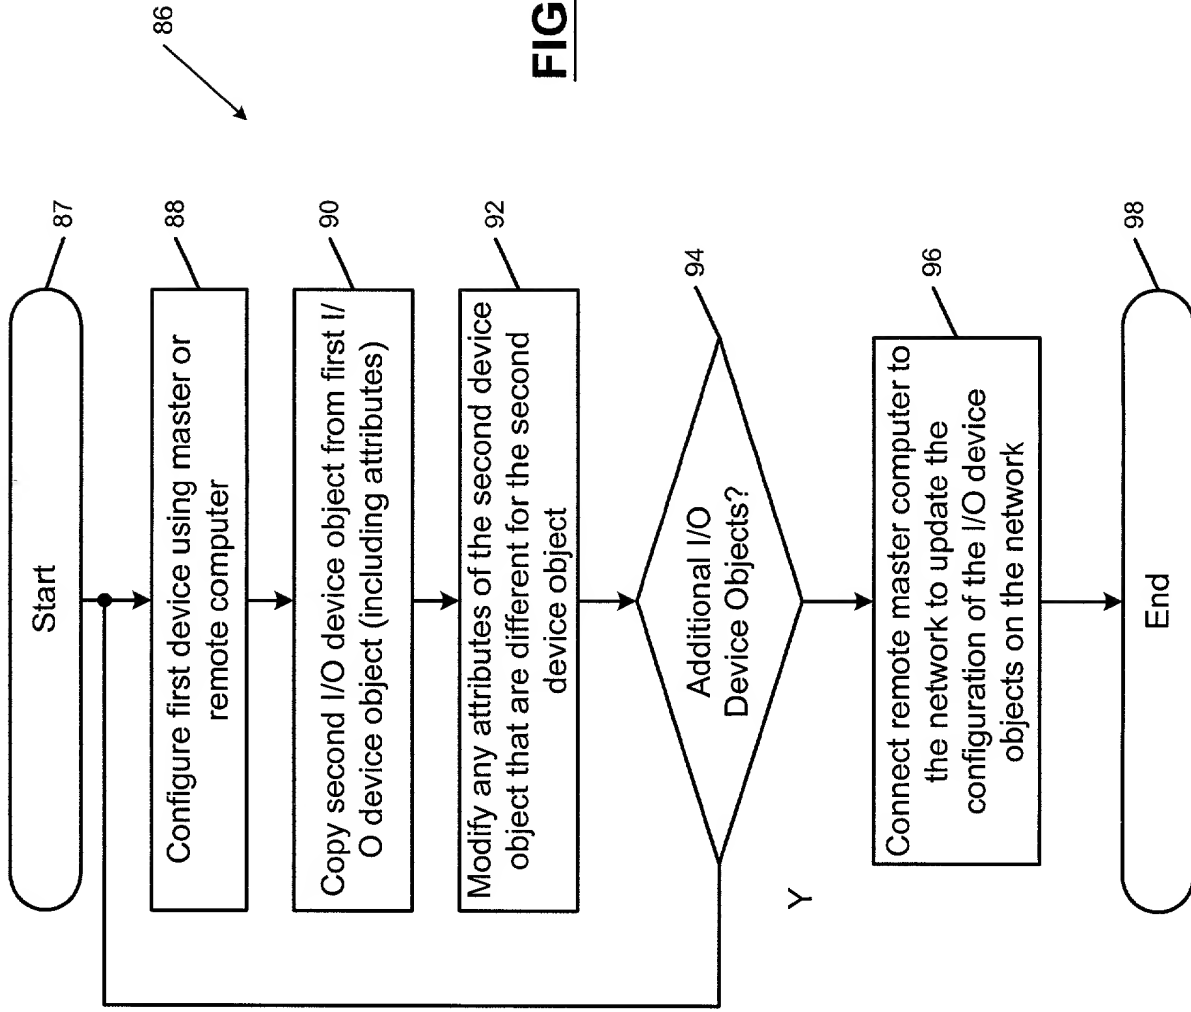 86
FIG
Start
87
Configure first device using master or
remote computer
88
Copy second I/O device object from first I/
O device object (including attributes)
90
Modify any attributes of the second device
object that are different for the second
device object
92
Additional I/O
Device Objects?
94
Y
Connect remote master computer to
the network to update the
configuration of the I/O device
objects on the network
96
End
98